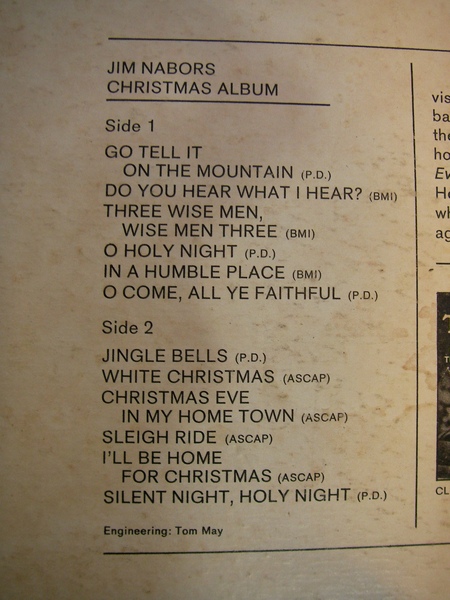 JIM NABORS
CHRISTMAS ALBUM
Side 1
GO TELL IT
ON THE MOUNTAIN (P.D.)
DO YOU HEAR WHAT I HEAR? (BMI)
THREE WISE MEN,
WISE MEN THREE (BMI)
O HOLY NIGHT (P.D.)
IN A HUMBLE PLACE (BMI)
O COME, ALL YE FAITHFUL (P.D.)
Side 2
JINGLE BELLS (P.D.)
WHITE CHRISTMAS (ASCAP)
CHRISTMAS EVE
IN MY HOME TOWN (ASCAP)
SLEIGH RIDE (ASCAP)
I'LL BE HOME
FOR CHRISTMAS (ASCAP)
SILENT NIGHT, HOLY NIGHT (P.D.)
Engineering: Tom May